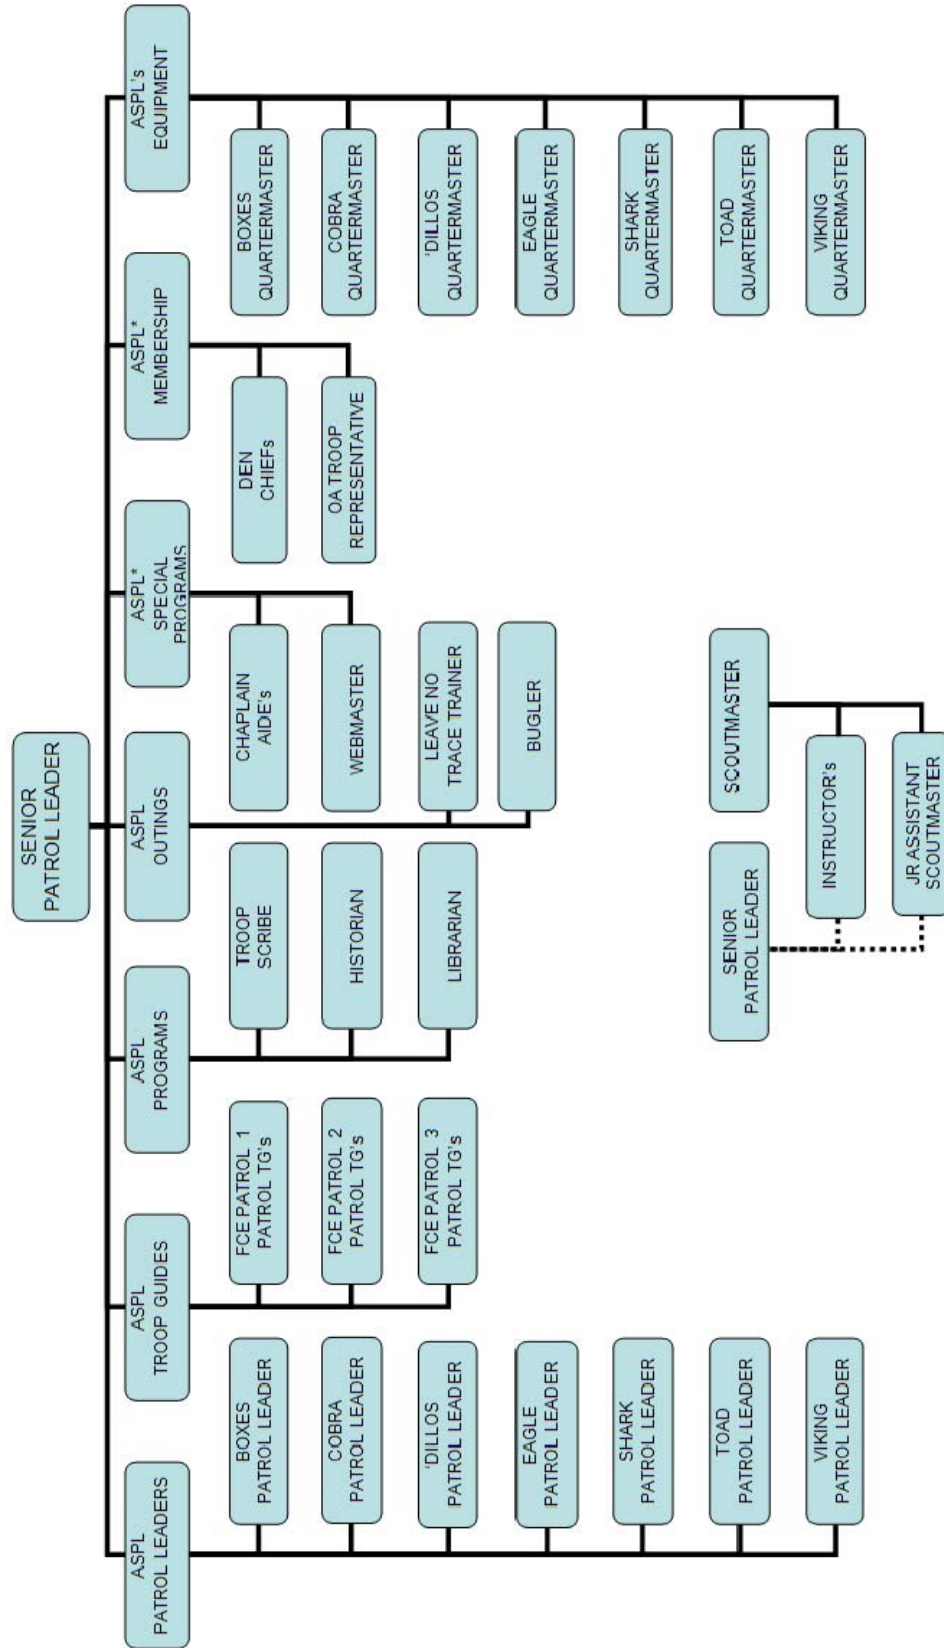 SENIOR
PATROL LEADER
ASPL
PATROL LEADERS
ASPL
TROOP GUIDES
ASPL
PROGRAMS
ASPL
OUTINGS
ASPL*
SPECIAL
PROGRAMS
ASPL*
MEMBERSHIP
ASPL's
EQUIPMENT
BOXES
PATROL LEADER
COBRA
PATROL LEADER
'DILLOS
PATROL LEADER
EAGLE
PATROL LEADER
SHARK
PATROL LEADER
TOAD
PATROL LEADER
VIKING
PATROL LEADER
FCE PATROL 1
PATROL TG's
FCE PATROL 2
PATROL TG's
FCE PATROL 3
PATROL TG's
TROOP
SCRIBE
HISTORIAN
LIBRARIAN
LEAVE NO
TRACE TRAINER
BUGLER
CHAPLAIN
AIDE's
WEBMASTER
DEN
CHIEFs
OA TROOP
REPRESENTATIVE
BOXES
QUARTERMASTER
COBRA
QUARTERMASTER
'DILLOS
QUARTERMASTER
EAGLE
QUARTERMASTER
SHARK
QUARTERMASTER
TOAD
QUARTERMASTER
VIKING
QUARTERMASTER
SENIOR
PATROL LEADER
SCOUTMASTER
INSTRUCTOR's
JR ASSISTANT
SCOUTMASTER